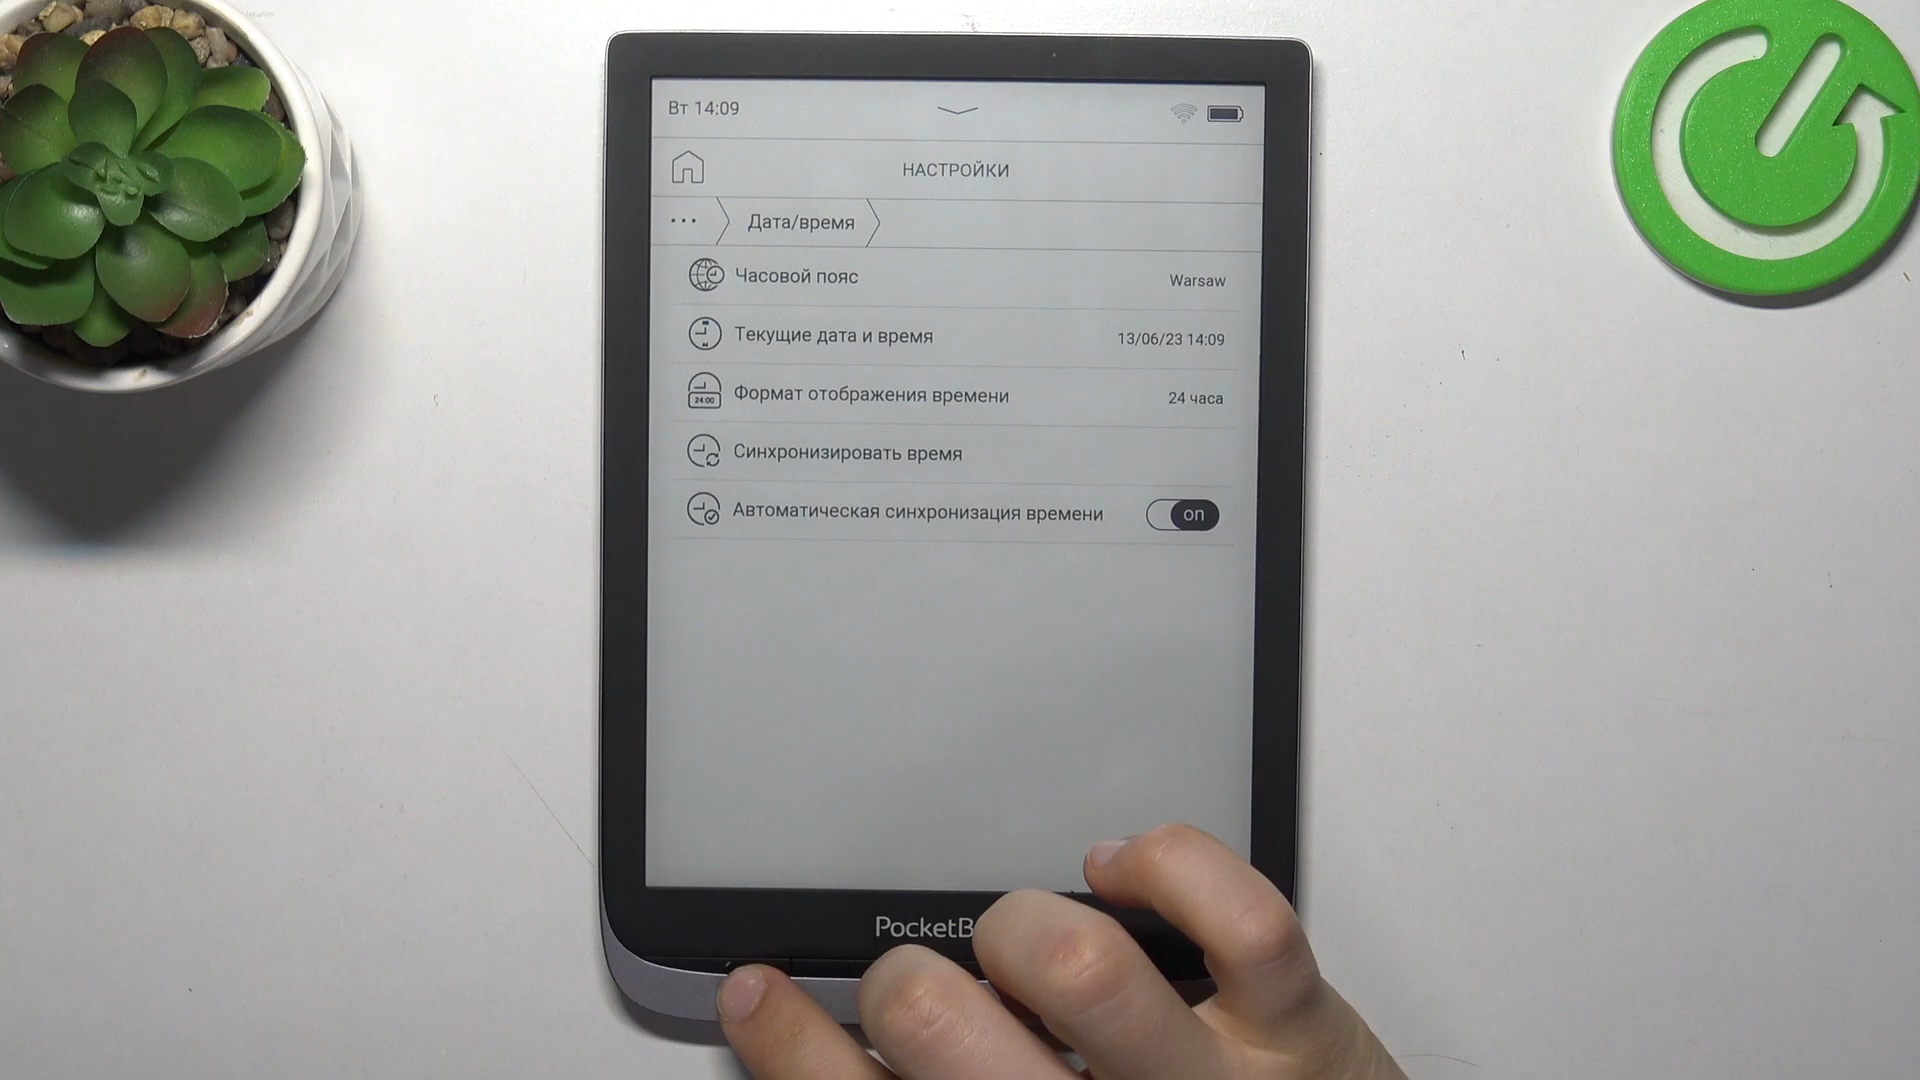 Вт 14:09
НАСТРОЙКИ
... Дата/время
Часовой пояс Warsaw
Текущие дата и время 13/06/23 14:09
24:00 Формат отображения времени 24 часа
Синхронизировать время
Автоматическая синхронизация времени on
PocketB